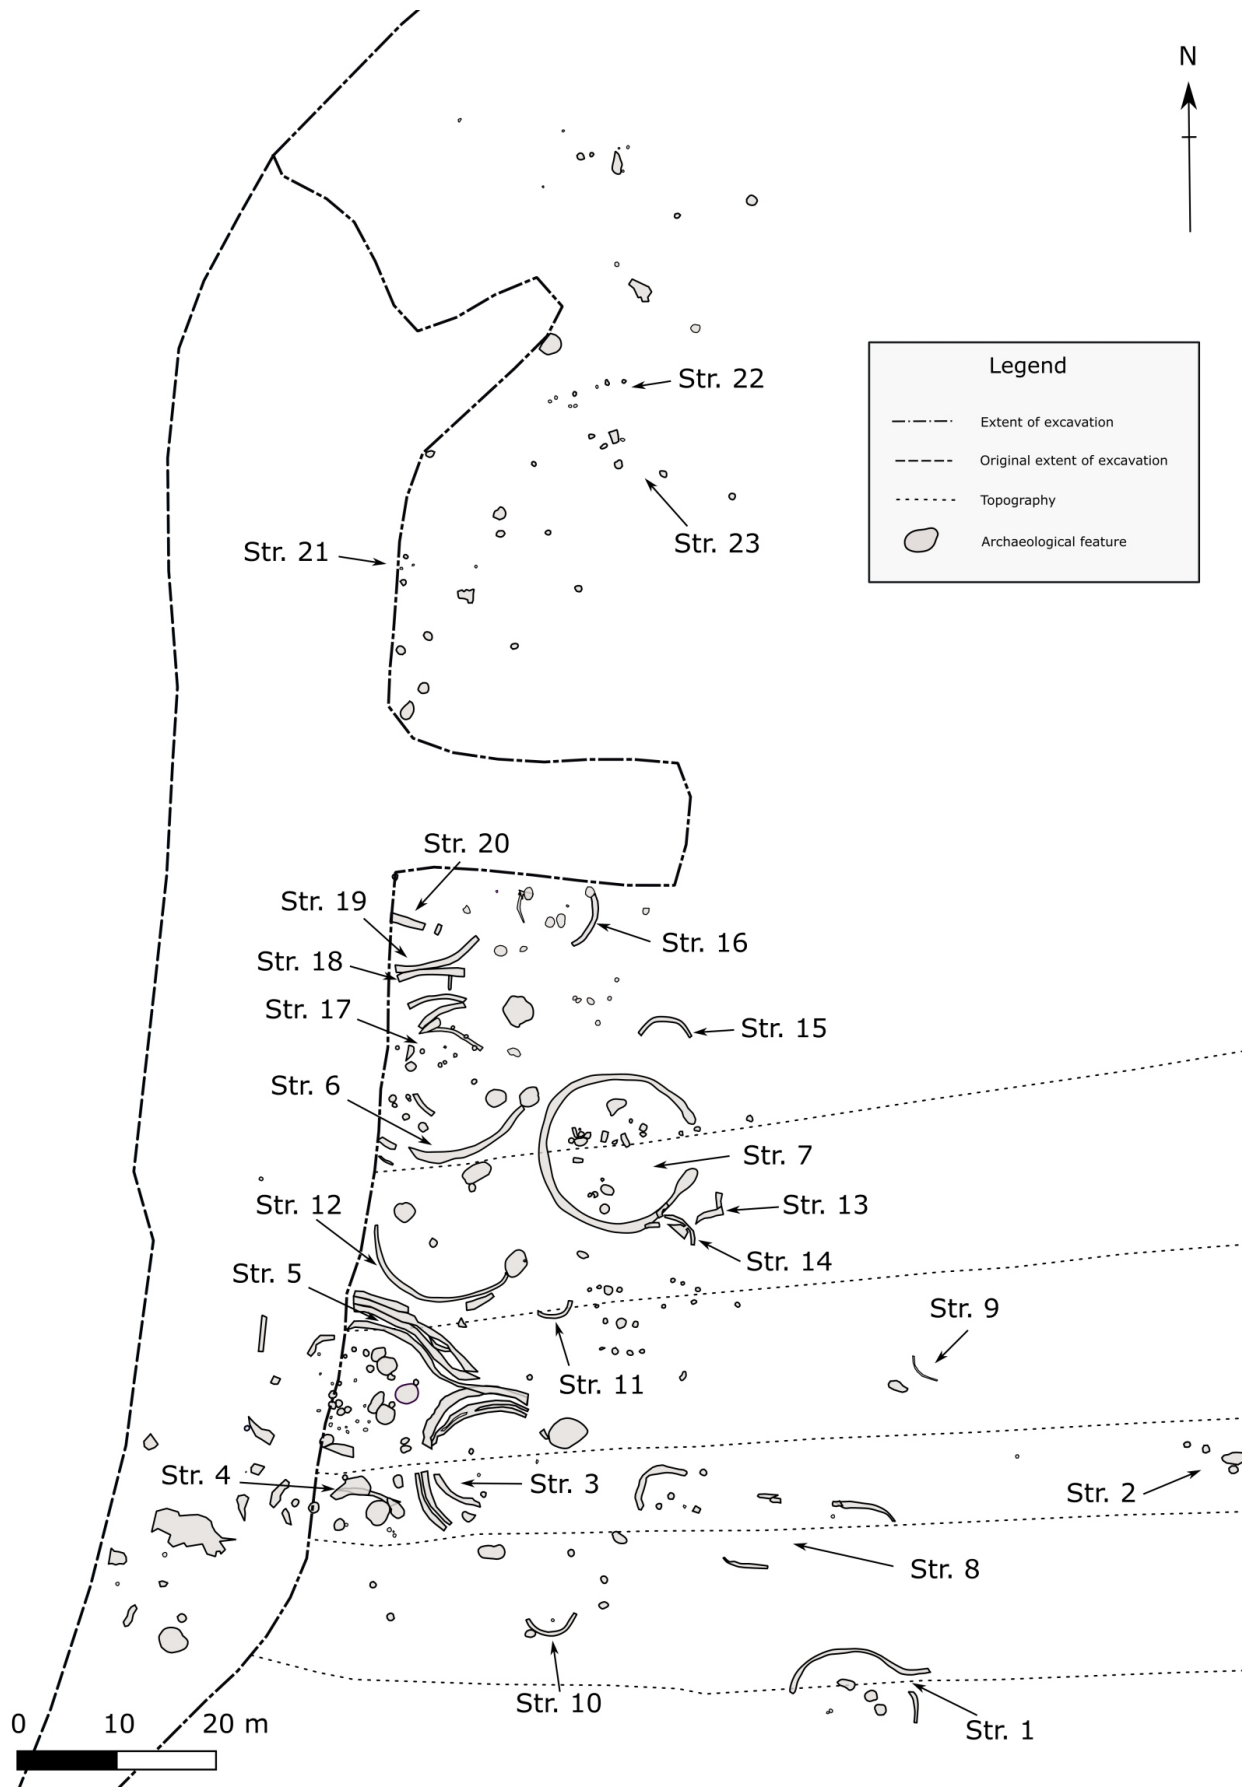 N
Legend
Extent of excavation
Original extent of excavation
Topography
Archaeological feature
Str. 22
Str. 23
Str. 21
Str. 20
Str. 19
Str. 16
Str. 18
Str. 17
Str. 15
Str. 6
Str. 7
Str. 12
Str. 13
Str. 14
Str. 5
Str. 9
Str. 11
Str. 4
Str. 3
Str. 2
Str. 8
Str. 10
Str. 1
0 10 20 m